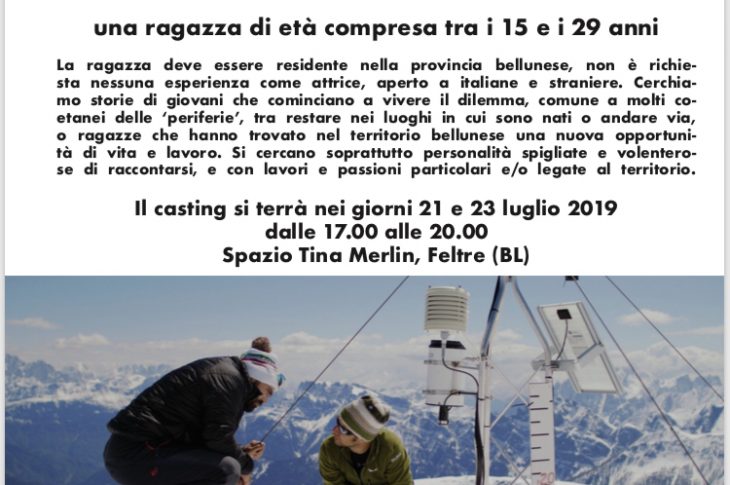 una ragazza di età compresa tra i 15 e i 29 anni
La ragazza deve essere residente nella provincia bellunese, non è richie-
sta nessuna esperienza come attrice, aperto a italiane e straniere. Cerchia-
mo storie di giovani che cominciano a vivere il dilemma, comune a molti co-
etanei delle ‘periferie’, tra restare nei luoghi in cui sono nati o andare via,
o ragazze che hanno trovato nel territorio bellunese una nuova opportuni-
tà di vita e lavoro. Si cercano soprattutto personalità spigliate e volentero-
se di raccontarsi, e con lavori e passioni particolari e/o legate al territorio.
Il casting si terrà nei giorni 21 e 23 luglio 2019
dalle 17.00 alle 20.00
Spazio Tina Merlin, Feltre (BL)
20